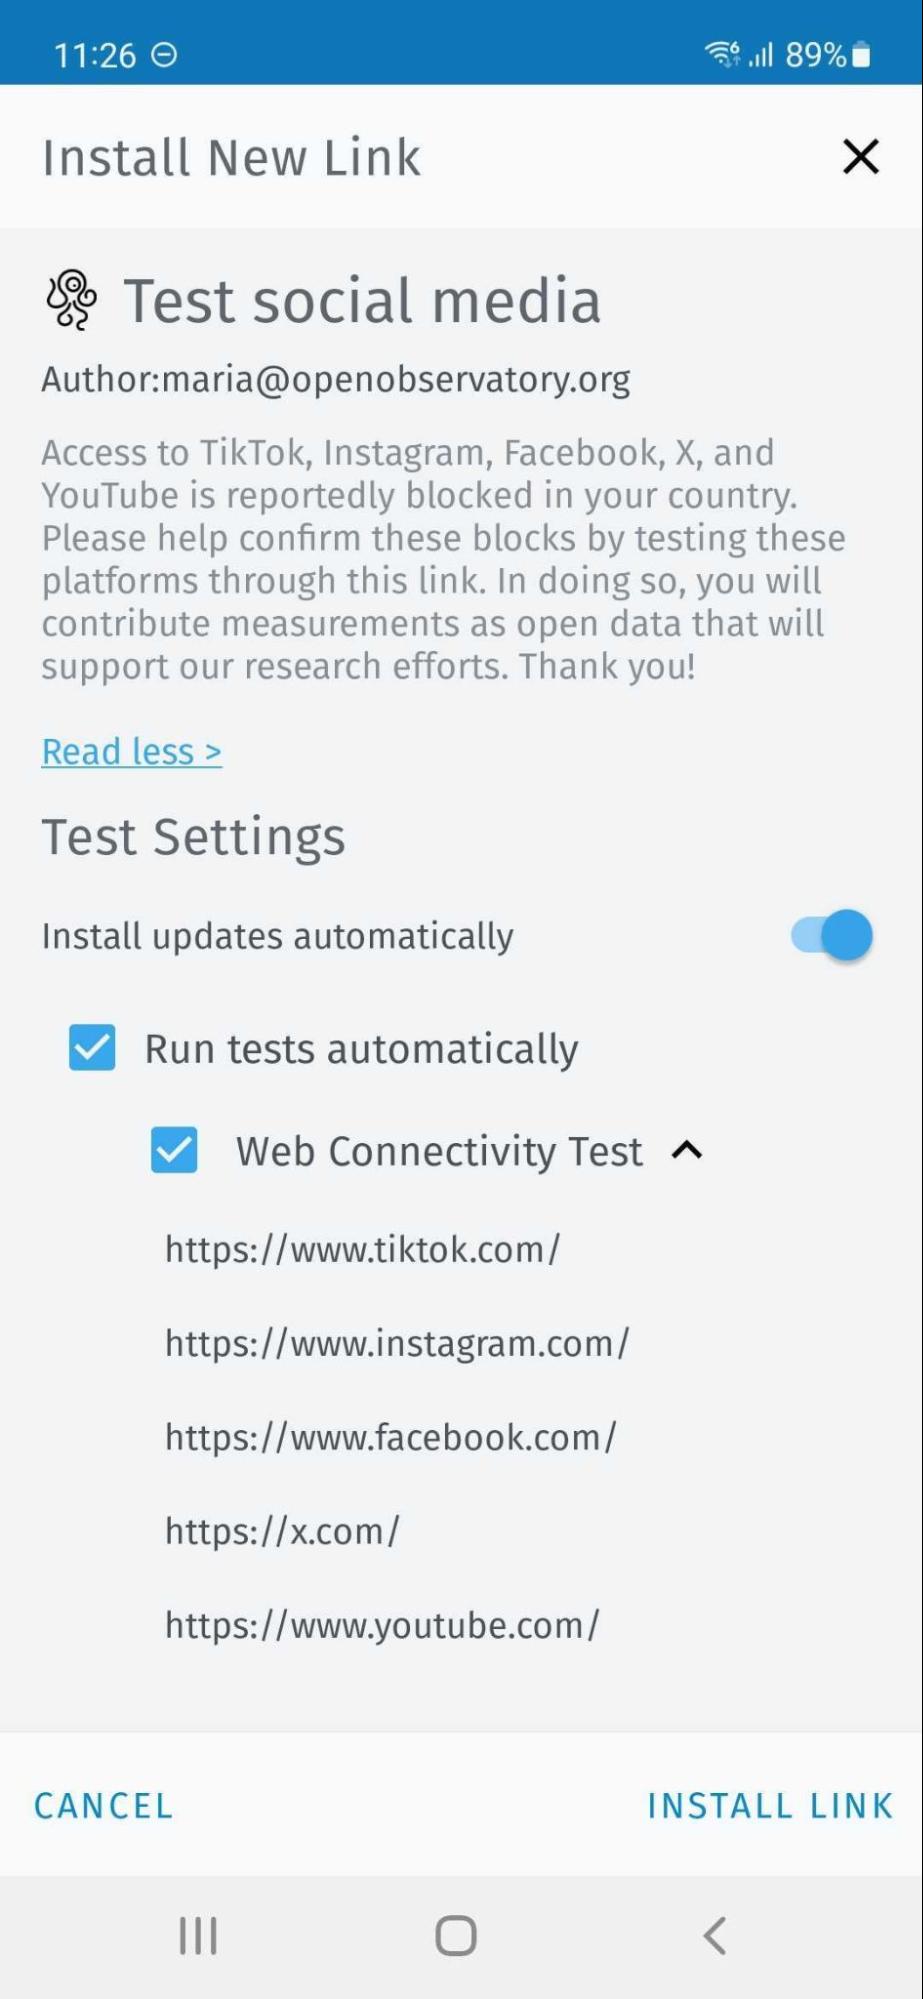 11:26
89%
Install New Link
Test social media
Author:maria@openobservatory.org
Access to TikTok, Instagram, Facebook, X, and
YouTube is reportedly blocked in your country.
Please help confirm these blocks by testing these
platforms through this link. In doing so, you will
contribute measurements as open data that will
support our research efforts. Thank you!
Read less >
Test Settings
Install updates automatically
Run tests automatically
Web Connectivity Test
https://www.tiktok.com/
https://www.instagram.com/
https://www.facebook.com/
https://x.com/
https://www.youtube.com/
CANCEL
INSTALL LINK